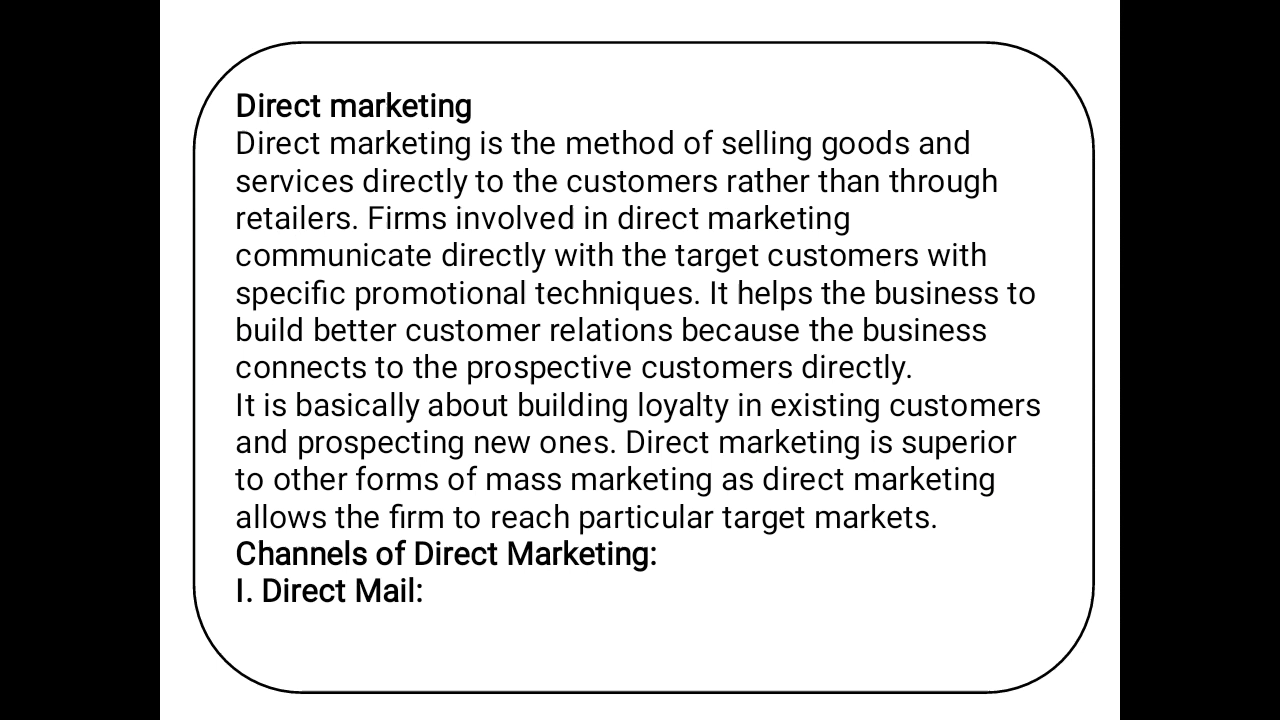 Direct marketing
Direct marketing is the method of selling goods and
services directly to the customers rather than through
retailers. Firms involved in direct marketing
communicate directly with the target customers with
specific promotional techniques. It helps the business to
build better customer relations because the business
connects to the prospective customers directly.
It is basically about building loyalty in existing customers
and prospecting new ones. Direct marketing is superior
to other forms of mass marketing as direct marketing
allows the firm to reach particular target markets.
Channels of Direct Marketing:
I. Direct Mail: